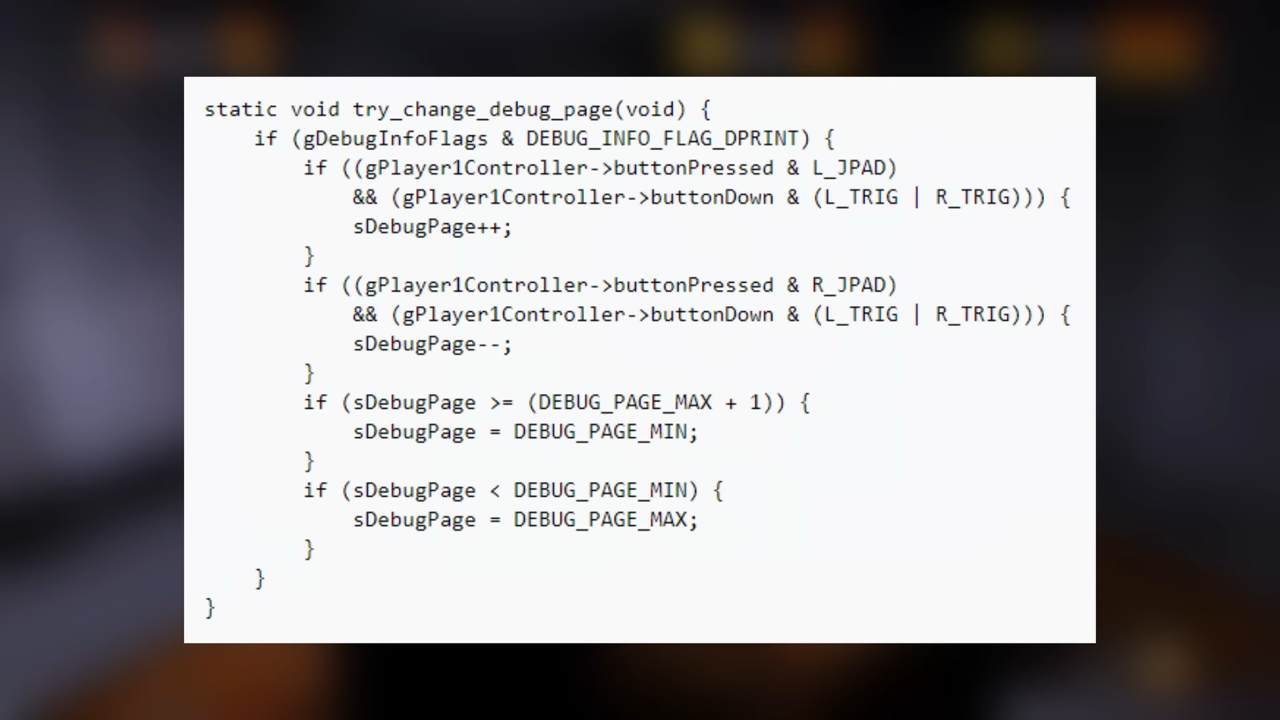 static void try_change_debug_page(void) {
    if (gDebugInfoFlags & DEBUG_INFO_FLAG_DPRINT) {
        if ((gPlayer1Controller->buttonPressed & L_JPAD)
            && (gPlayer1Controller->buttonDown & (L_TRIG | R_TRIG))) {
            sDebugPage++;
        }
        if ((gPlayer1Controller->buttonPressed & R_JPAD)
            && (gPlayer1Controller->buttonDown & (L_TRIG | R_TRIG))) {
            sDebugPage--;
        }
        if (sDebugPage >= (DEBUG_PAGE_MAX + 1)) {
            sDebugPage = DEBUG_PAGE_MIN;
        }
        if (sDebugPage < DEBUG_PAGE_MIN) {
            sDebugPage = DEBUG_PAGE_MAX;
        }
    }
}